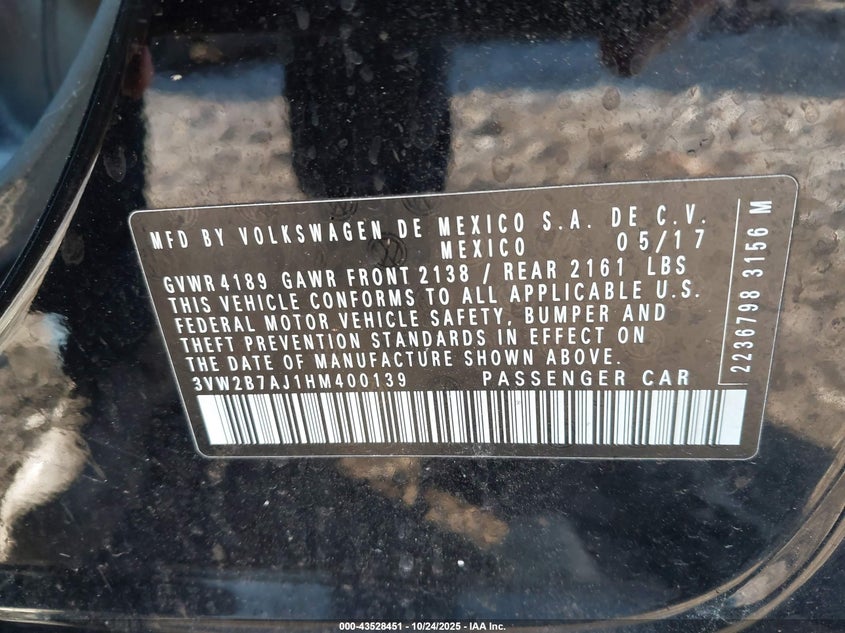 MFD BY VOLKSWAGEN DE MEXICO S.A. DE C.V.
MEXICO 05/17
GVWR 4189 GAWR FRONT 2138 / REAR 2161 LBS
THIS VEHICLE CONFORMS TO ALL APPLICABLE U.S.
FEDERAL MOTOR VEHICLE SAFETY, BUMPER AND
THEFT PREVENTION STANDARDS IN EFFECT ON
THE DATE OF MANUFACTURE SHOWN ABOVE.
3VW2B7AJ1HM400139 PASSENGER CAR
2236798 3156 M
000-43528451 - 10/24/2025 - IAA Inc.